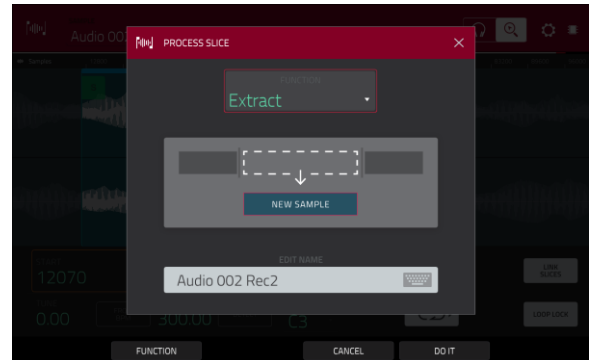 Audio 002
PROCESS SLICE
FUNCTION
Extract
NEW SAMPLE
EDIT NAME
Audio 002 Rec2
12070
LINK
SLICES
0.00
300.00
C3
LOOP LOCK
FUNCTION
CANCEL
DO IT